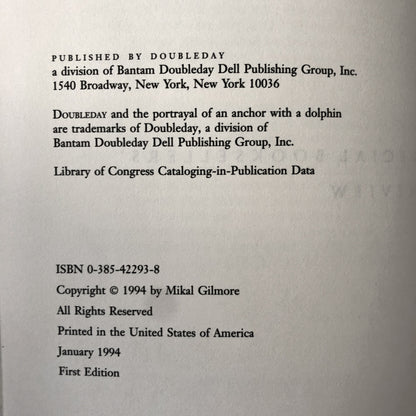 PUBLISHED BY DOUBLEDAY
a division of Bantam Doubleday Dell Publishing Group, Inc.
1540 Broadway, New York, New York 10036
DOUBLEDAY and the portrayal of an anchor with a dolphin
are trademarks of Doubleday, a division of
Bantam Doubleday Dell Publishing Group, Inc.
Library of Congress Cataloging-in-Publication Data
ISBN 0-385-42293-8
Copyright © 1994 by Mikal Gilmore
All Rights Reserved
Printed in the United States of America
January 1994
First Edition